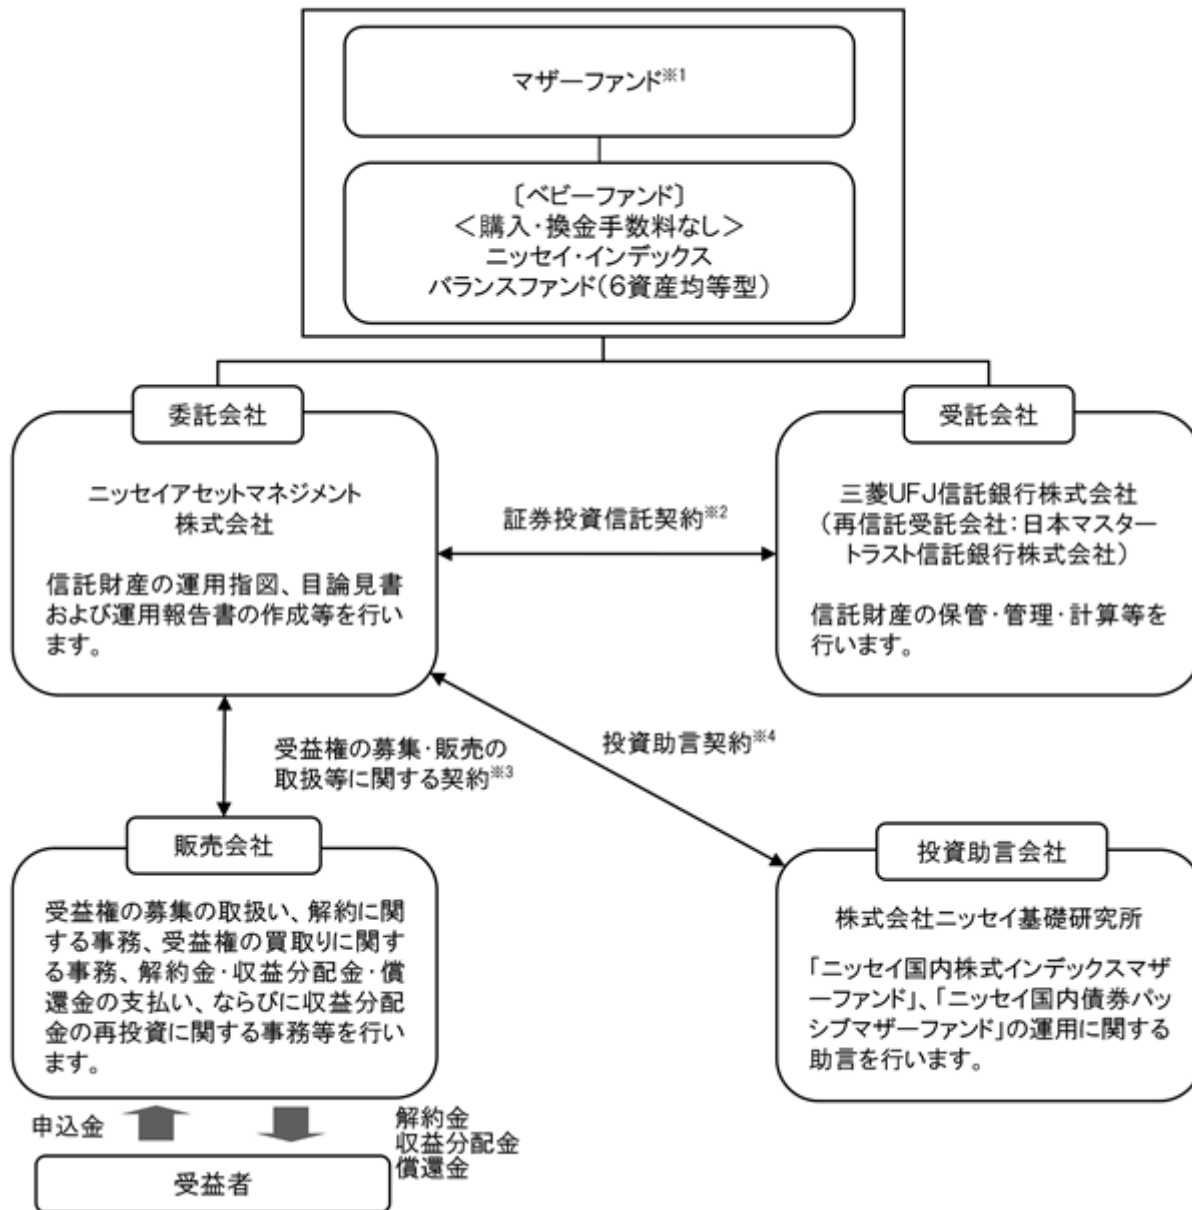 マザーファンド※1
〔ベビーファンド〕
＜購入・換金手数料なし＞
ニッセイ・インデックス
バランスファンド(6資産均等型)
委託会社
ニッセイアセットマネジメント
株式会社
信託財産の運用指図、目論見書
および運用報告書の作成等を行い
ます。
証券投資信託契約※2
受託会社
三菱UFJ信託銀行株式会社
(再信託受託会社：日本マスター
トラスト信託銀行株式会社)
信託財産の保管・管理・計算等を
行います。
受益権の募集・販売の
取扱等に関する契約※3
投資助言契約※4
販売会社
受益権の募集の取扱い、解約に関
する事務、受益権の買取りに関す
る事務、解約金・収益分配金・償
還金の支払い、ならびに収益分配
金の再投資に関する事務等を行い
ます。
投資助言会社
株式会社ニッセイ基礎研究所
「ニッセイ国内株式インデックスマザ
ーファンド」、「ニッセイ国内債券パッ
シブマザーファンド」の運用に関する
助言を行います。
申込金
解約金
収益分配金
償還金
受益者